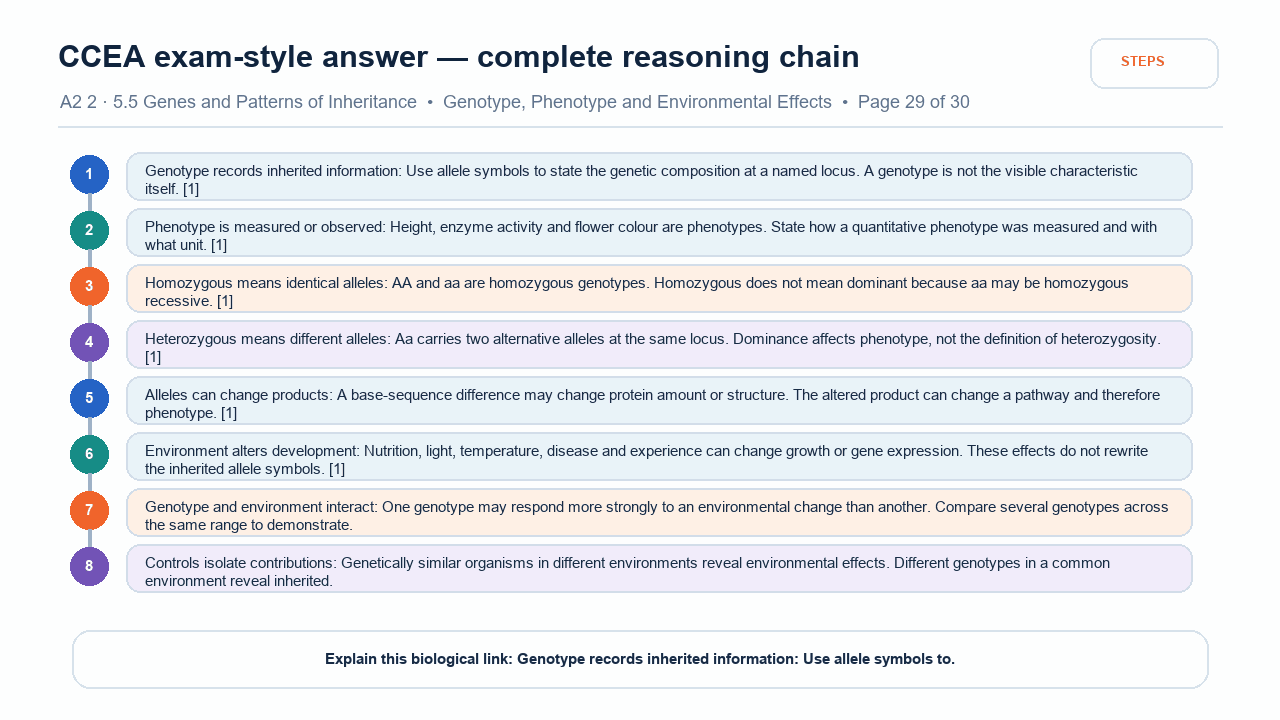 CCEA exam-style answer — complete reasoning chain
STEPS
A2 2 · 5.5 Genes and Patterns of Inheritance • Genotype, Phenotype and Environmental Effects • Page 29 of 30
1
Genotype records inherited information: Use allele symbols to state the genetic composition at a named locus. A genotype is not the visible characteristic
itself. [1]
2
Phenotype is measured or observed: Height, enzyme activity and flower colour are phenotypes. State how a quantitative phenotype was measured and with
what unit. [1]
3
Homozygous means identical alleles: AA and aa are homozygous genotypes. Homozygous does not mean dominant because aa may be homozygous
recessive. [1]
4
Heterozygous means different alleles: Aa carries two alternative alleles at the same locus. Dominance affects phenotype, not the definition of heterozygosity.
[1]
5
Alleles can change products: A base-sequence difference may change protein amount or structure. The altered product can change a pathway and therefore
phenotype. [1]
6
Environment alters development: Nutrition, light, temperature, disease and experience can change growth or gene expression. These effects do not rewrite
the inherited allele symbols. [1]
7
Genotype and environment interact: One genotype may respond more strongly to an environmental change than another. Compare several genotypes across
the same range to demonstrate.
8
Controls isolate contributions: Genetically similar organisms in different environments reveal environmental effects. Different genotypes in a common
environment reveal inherited.
Explain this biological link: Genotype records inherited information: Use allele symbols to.